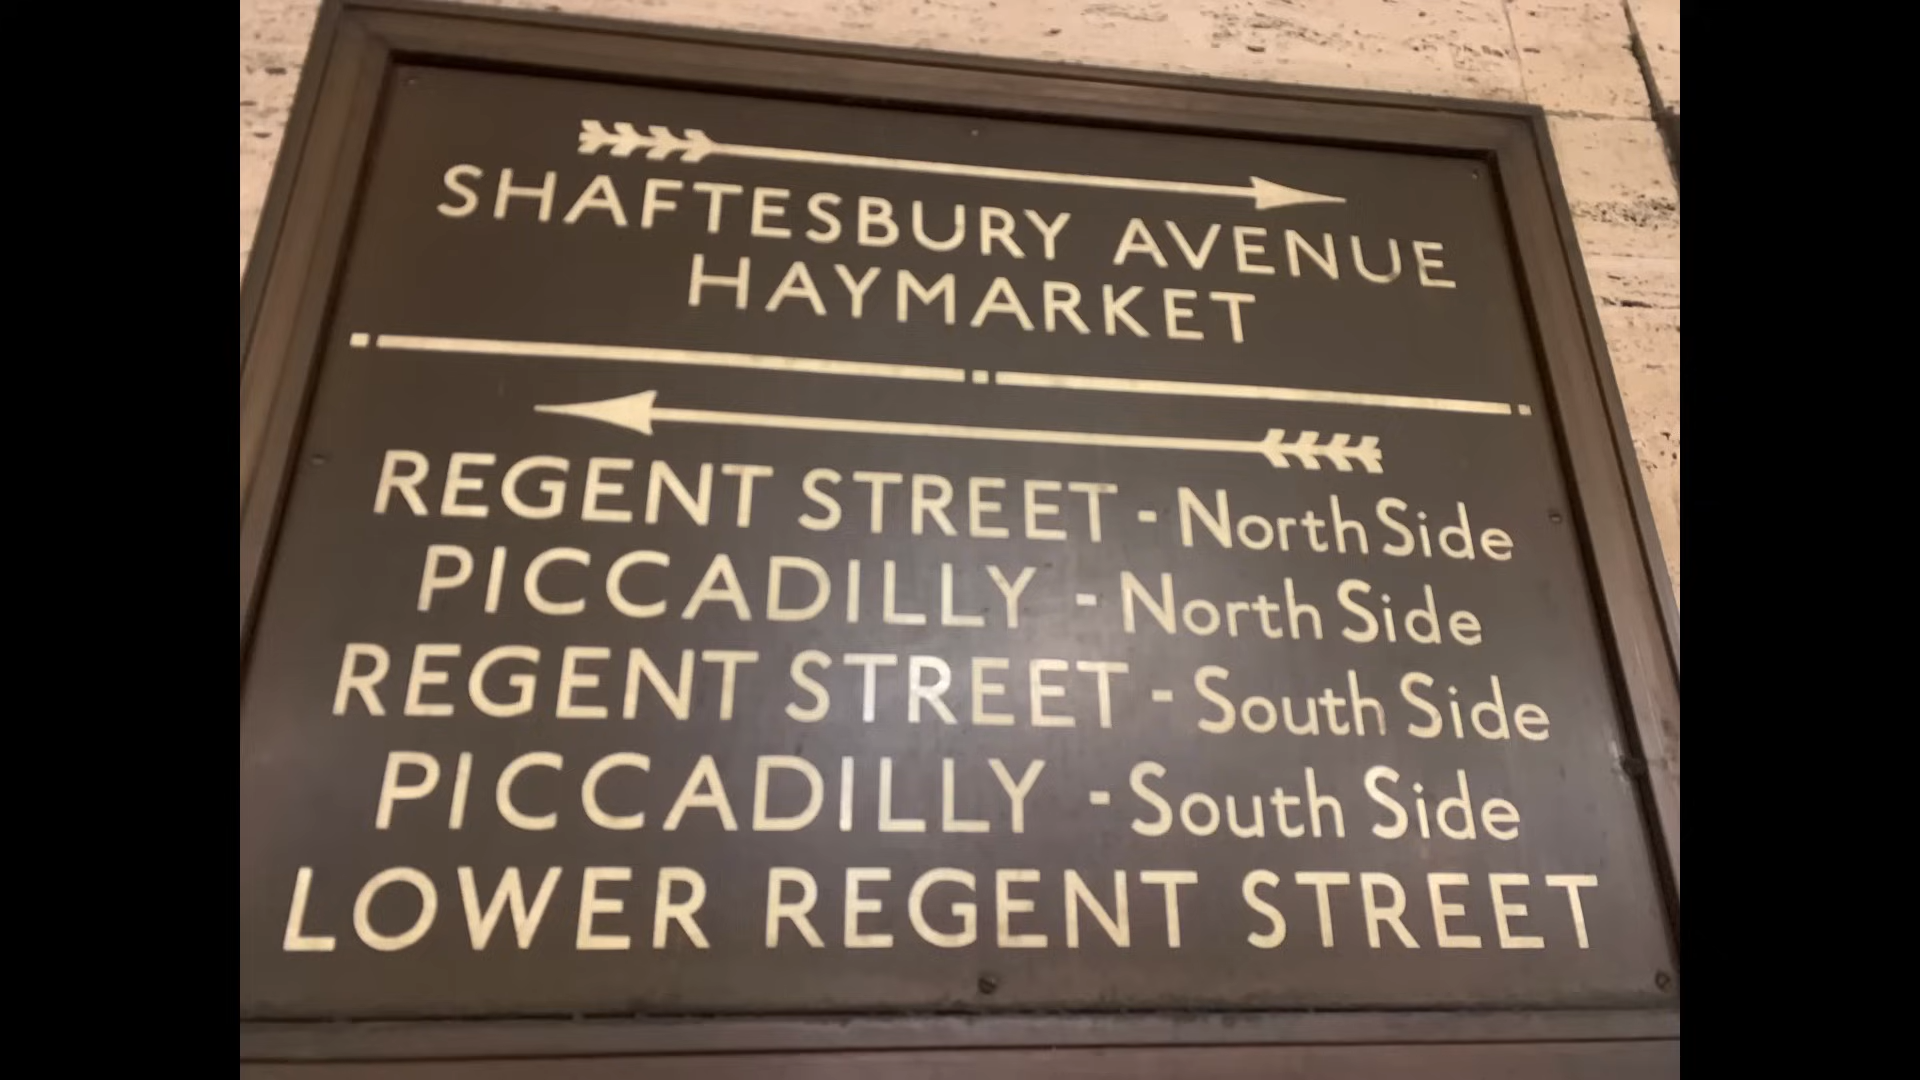 SHAFTESBURY AVENUE
HAYMARKET
REGENT STREET - North Side
PICCADILLY - North Side
REGENT STREET - South Side
PICCADILLY - South Side
LOWER REGENT STREET